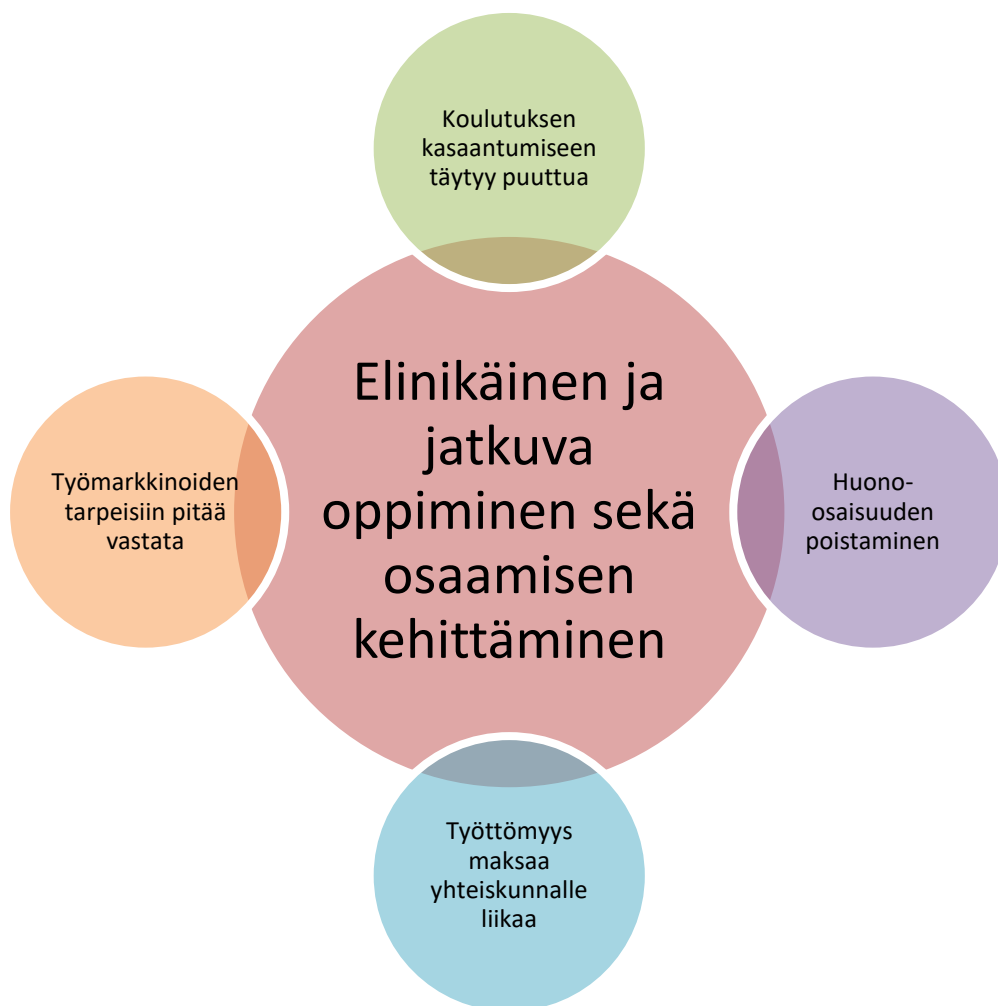 Koulutuksen
kasaantumiseen
täytyy puuttua
Elinikäinen ja
jatkuva
oppiminen sekä
osaamisen
kehittäminen
Työmarkkinoiden
tarpeisiin pitää
vastata
Huono-
osaisuuden
poistaminen
Työttömyys
maksaa
yhteiskunnalle
liikaa